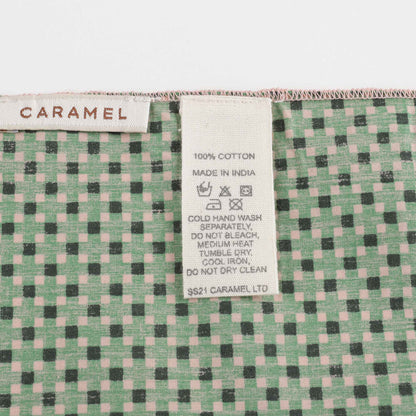 CARAMEL
100% COTTON
MADE IN INDIA
COLD HAND WASH
SEPARATELY,
DO NOT BLEACH,
MEDIUM HEAT
TUMBLE DRY.
COOL IRON,
DO NOT DRY CLEAN
SS21 CARAMEL LTD